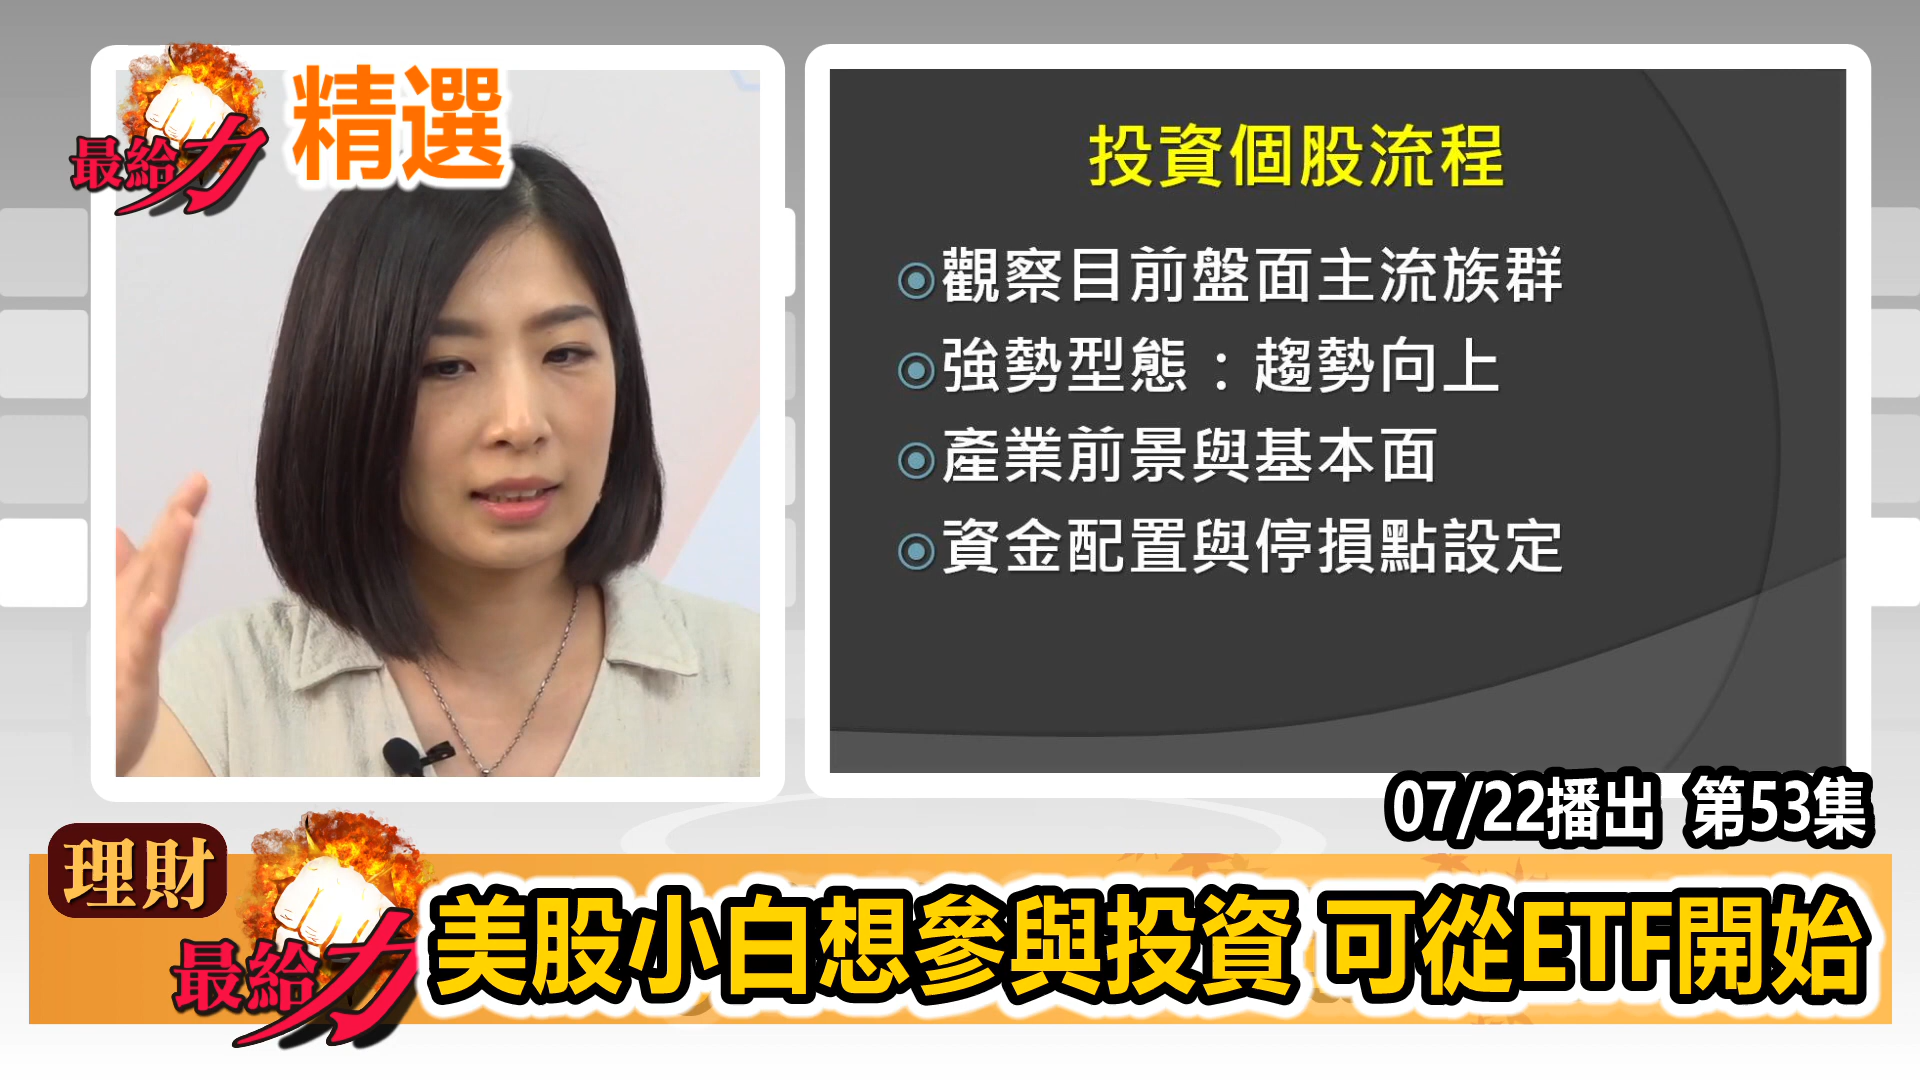 最給力
精選
投資個股流程
觀察目前盤面主流族群
強勢型態：趨勢向上
產業前景與基本面
資金配置與停損點設定
07/22播出 第53集
理財
最給力
美股小白想參與投資 可從ETF開始